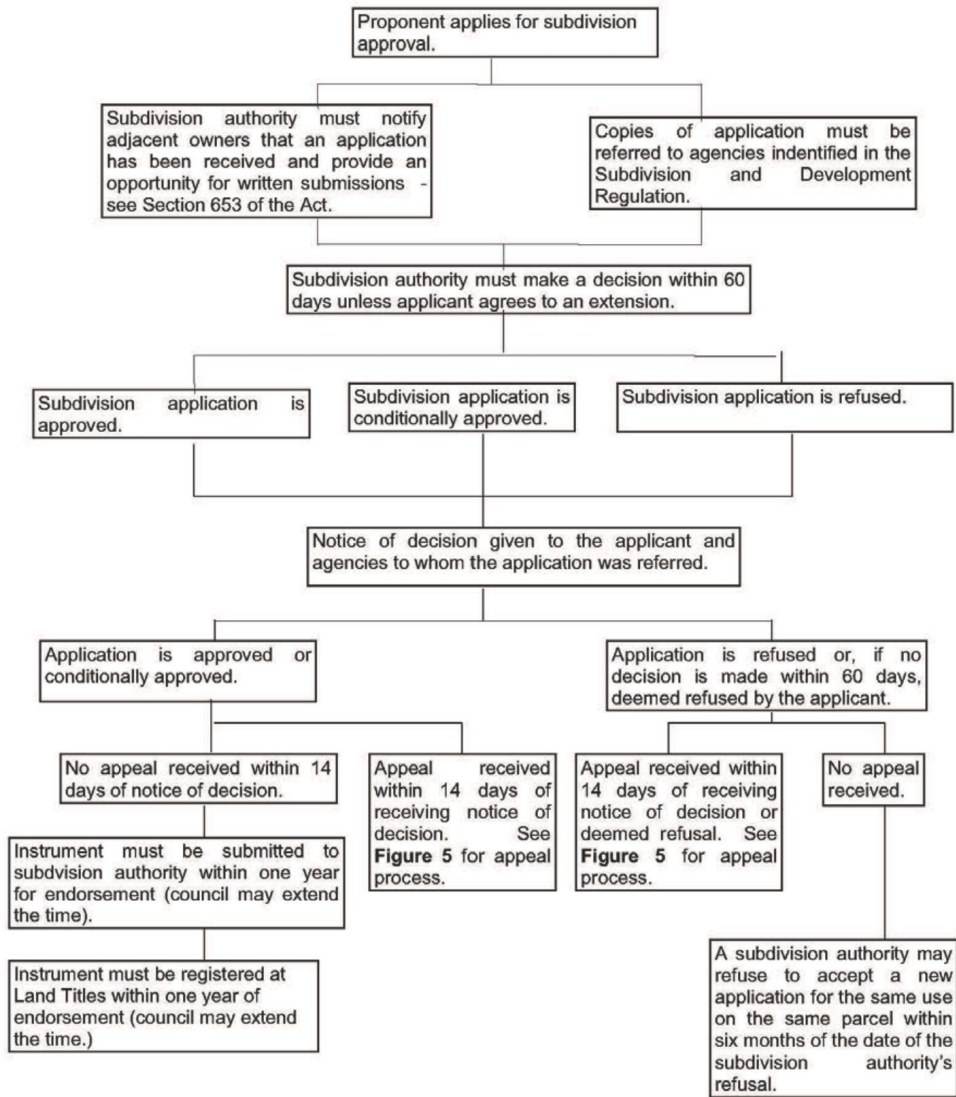 Proponent applies for subdivision
approval.
Subdivision authority must notify
adjacent owners that an application
has been received and provide an
opportunity for written submissions -
see Section 653 of the Act.
Copies of application must be
referred to agencies indentified in the
Subdivision and Development
Regulation.
Subdivision authority must make a decision within 60
days unless applicant agrees to an extension.
Subdivision application is
approved.
Subdivision application is
conditionally approved.
Subdivision application is refused.
Notice of decision given to the applicant and
agencies to whom the application was referred.
Application is approved or
conditionally approved.
Application is refused or, if no
decision is made within 60 days,
deemed refused by the applicant.
No appeal received within 14
days of notice of decision.
Appeal received
within 14 days of
receiving notice of
decision. See
Figure 5 for appeal
process.
Appeal received within
14 days of receiving
notice of decision or
deemed refusal. See
Figure 5 for appeal
process.
No appeal
received.
Instrument must be submitted to
subdvision authority within one year
for endorsement (council may extend
the time).
Instrument must be registered at
Land Titles within one year of
endorsement (council may extend
the time.)
A subdivision authority may
refuse to accept a new
application for the same use
on the same parcel within
six months of the date of the
subdivision authority's
refusal.